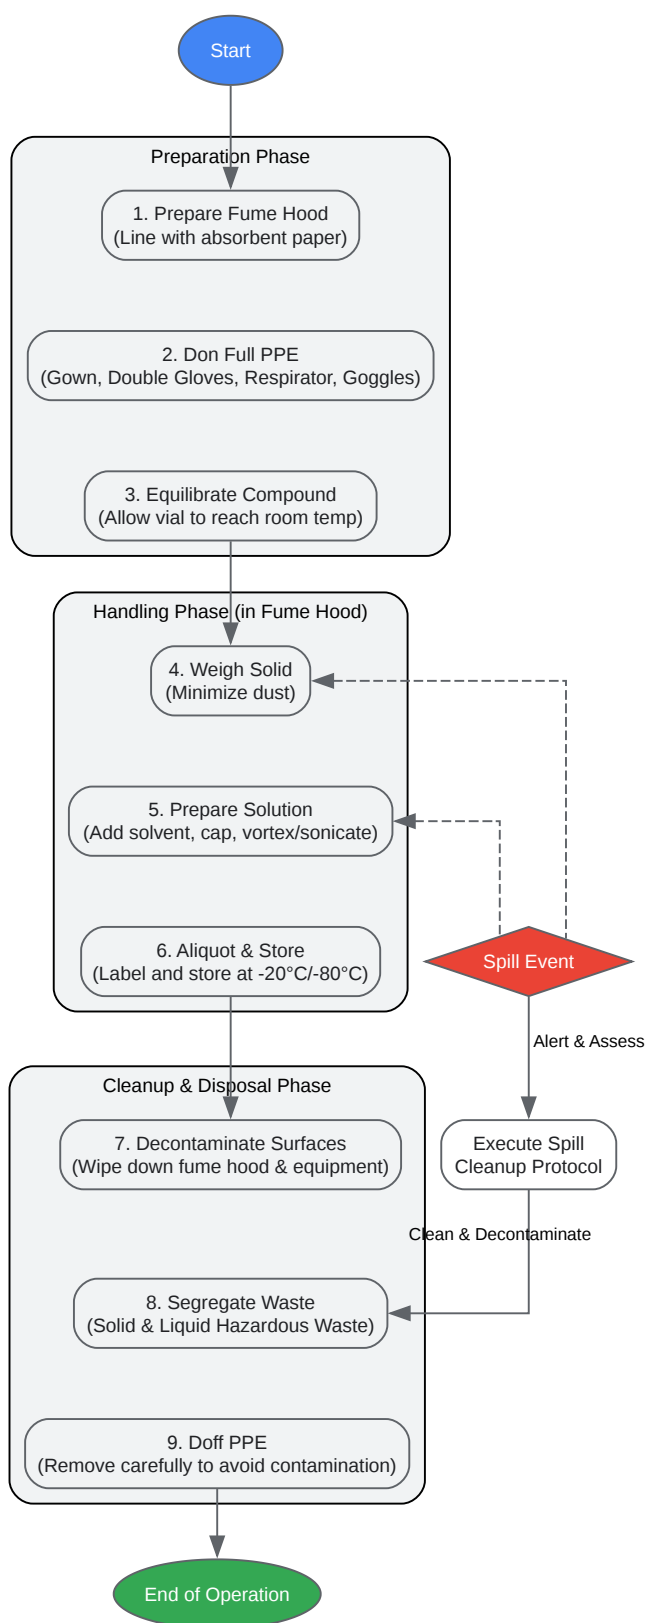 Start
Preparation Phase
1. Prepare Fume Hood
(Line with absorbent paper)
2. Don Full PPE
(Gown, Double Gloves, Respirator, Goggles)
3. Equilibrate Compound
(Allow vial to reach room temp)
Handling Phase (in Fume Hood)
4. Weigh Solid
(Minimize dust)
5. Prepare Solution
(Add solvent, cap, vortex/sonicate)
6. Aliquot & Store
(Label and store at -20°C/-80°C)
Spill Event
Alert & Assess
Cleanup & Disposal Phase
7. Decontaminate Surfaces
(Wipe down fume hood & equipment)
Execute Spill
Cleanup Protocol
Clean & Decontaminate
8. Segregate Waste
(Solid & Liquid Hazardous Waste)
9. Doff PPE
(Remove carefully to avoid contamination)
End of Operation